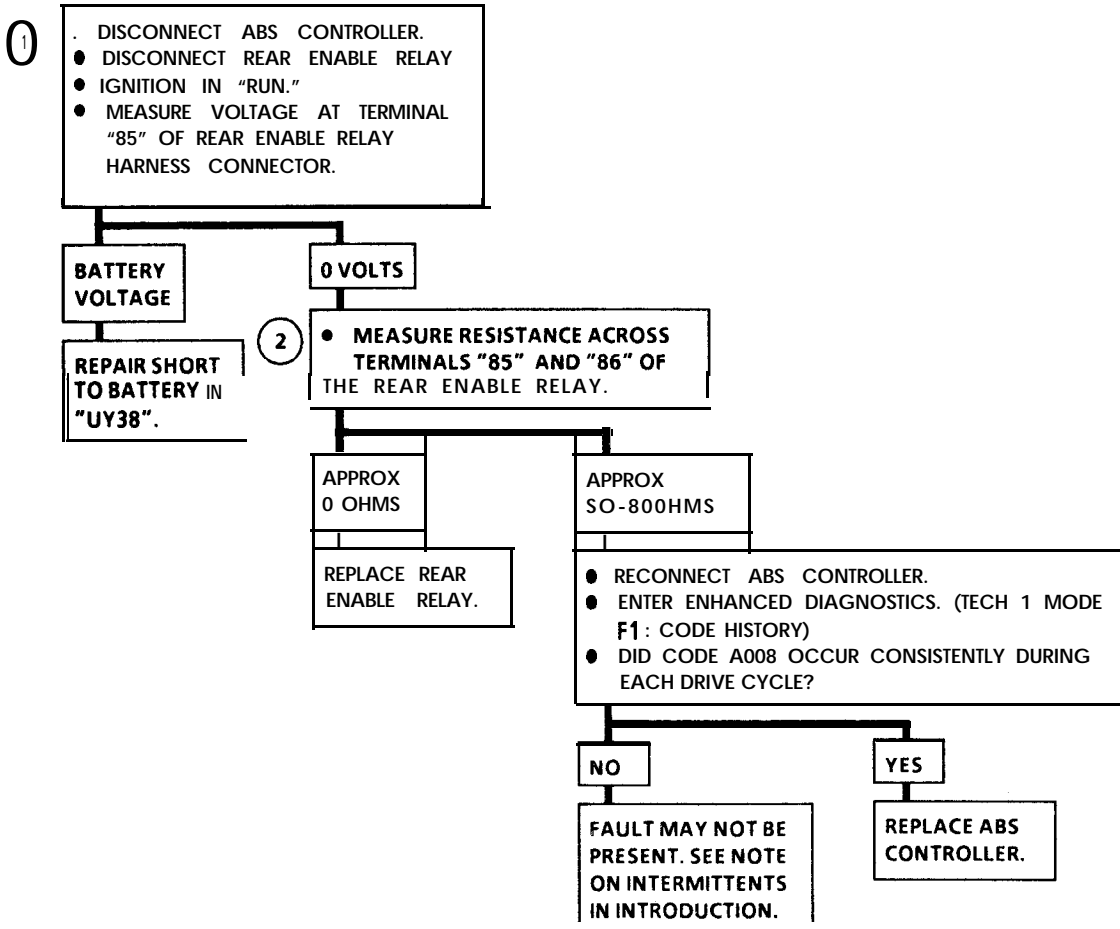 1
. DISCONNECT ABS CONTROLLER.
● DISCONNECT REAR ENABLE RELAY
● IGNITION IN "RUN."
● MEASURE VOLTAGE AT TERMINAL
"85" OF REAR ENABLE RELAY
HARNESS CONNECTOR.
BATTERY
VOLTAGE
0 VOLTS
REPAIR SHORT
TO BATTERY IN
"UY38".
2
● MEASURE RESISTANCE ACROSS
TERMINALS "85" AND "86" OF
THE REAR ENABLE RELAY.
APPROX
0 OHMS
APPROX
SO-800HMS
REPLACE REAR
ENABLE RELAY.
● RECONNECT ABS CONTROLLER.
● ENTER ENHANCED DIAGNOSTICS. (TECH 1 MODE
F1: CODE HISTORY)
● DID CODE A008 OCCUR CONSISTENTLY DURING
EACH DRIVE CYCLE?
NO
YES
FAULT MAY NOT BE
PRESENT. SEE NOTE
ON INTERMITTENTS
IN INTRODUCTION.
REPLACE ABS
CONTROLLER.